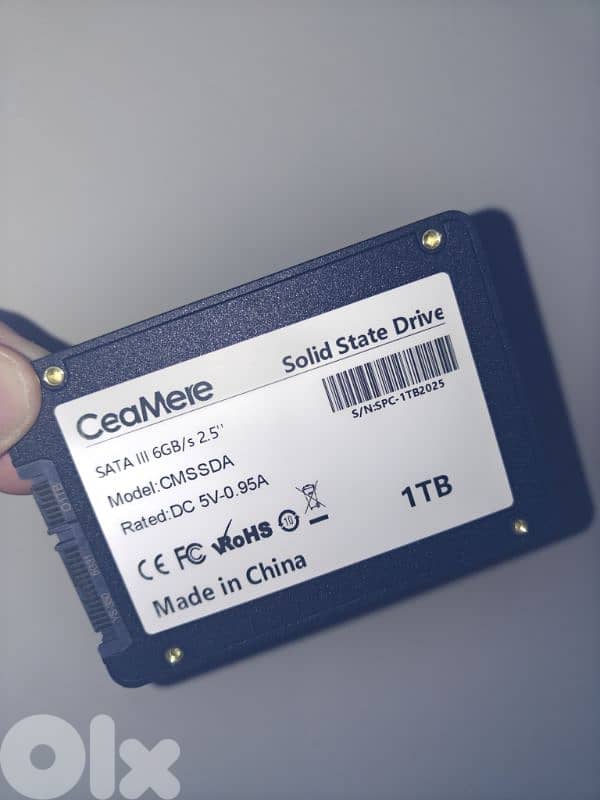 Solid State Drive
CeaMere
S/N:SPC-1TB2025
SATA III 6GB/s 2.5"
Model:CMSSDA
Rated:DC 5V-0.95A
1TB
CE FC RoHS 10
Made in China
OLx